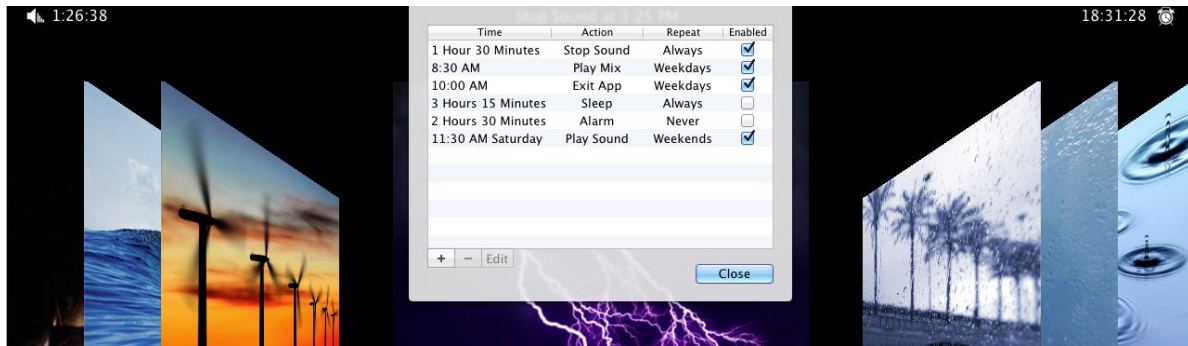 1:26:38
Stop Sound at 3:25 PM
18:31:28
Time Action Repeat Enabled
1 Hour 30 Minutes Stop Sound Always
8:30 AM Play Mix Weekdays
10:00 AM Exit App Weekdays
3 Hours 15 Minutes Sleep Always
2 Hours 30 Minutes Alarm Never
11:30 AM Saturday Play Sound Weekends
+ − Edit
Close